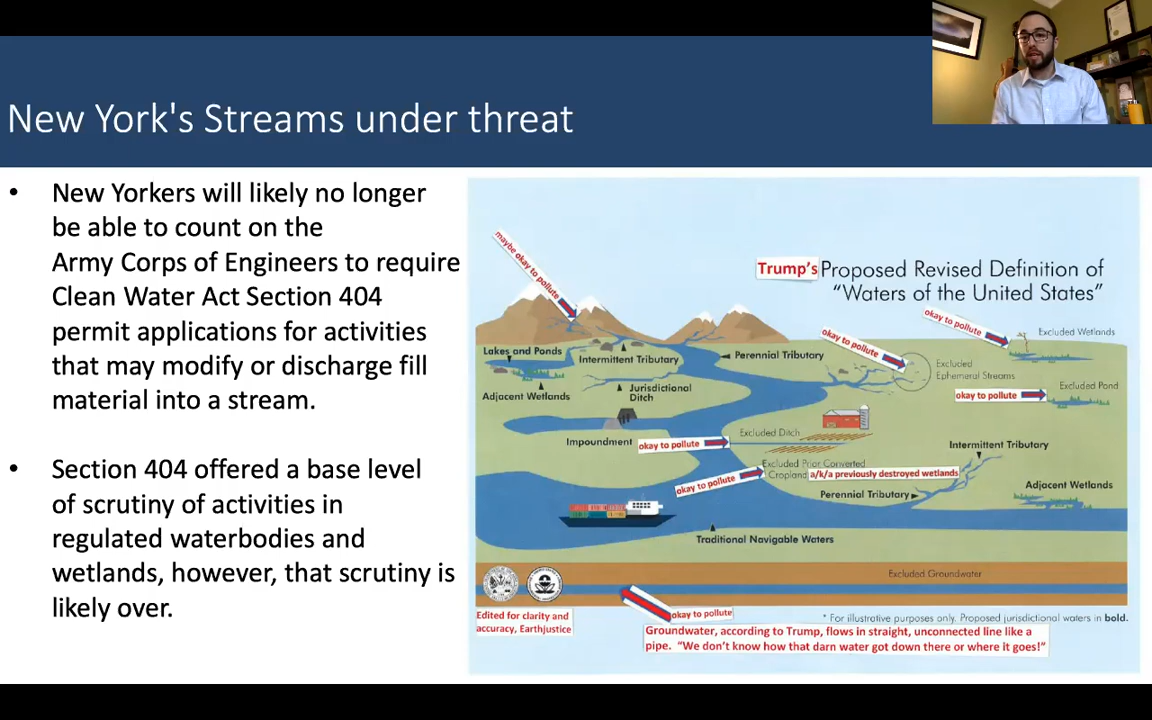 New York's Streams under threat
• New Yorkers will likely no longer
be able to count on the
Army Corps of Engineers to require
Clean Water Act Section 404
permit applications for activities
that may modify or discharge fill
material into a stream.
• Section 404 offered a base level
of scrutiny of activities in
regulated waterbodies and
wetlands, however, that scrutiny is
likely over.
maybe okay to pollute
Trump's Proposed Revised Definition of
"Waters of the United States"
okay to pollute
Excluded Wetlands
Lakes and Ponds
Intermittent Tributary
Perennial Tributary
okay to pollute
Excluded
Ephemeral Streams
Adjacent Wetlands
Jurisdictional
Ditch
okay to pollute
Excluded Pond
Impoundment
okay to pollute
Excluded Ditch
Intermittent Tributary
okay to pollute
Excluded Prior Converted
Cropland a/k/a previously destroyed wetlands
Perennial Tributary
Adjacent Wetlands
Traditional Navigable Waters
Excluded Groundwater
Edited for clarity and
accuracy, Earthjustice
okay to pollute
* For illustrative purposes only. Proposed jurisdictional waters in bold.
Groundwater, according to Trump, flows in straight, unconnected line like a
pipe. "We don't know how that darn water got down there or where it goes!"